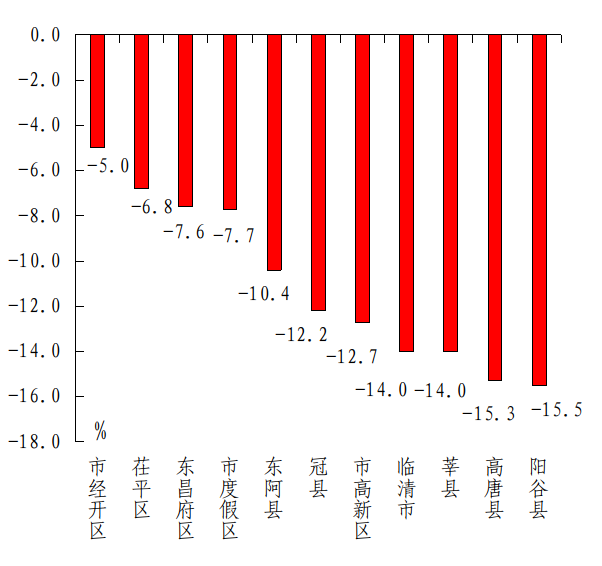 0.0
-2.0
-4.0
-6.0
-8.0
-10.0
-12.0
-14.0
-16.0
-18.0
%
-5.0
-6.8
-7.6
-7.7
-10.4
-12.2
-12.7
-14.0
-14.0
-15.3
-15.5
市经开区
茌平区
东昌府区
市度假区
东阿县
冠县
市高新区
临清市
莘县
高唐县
阳谷县